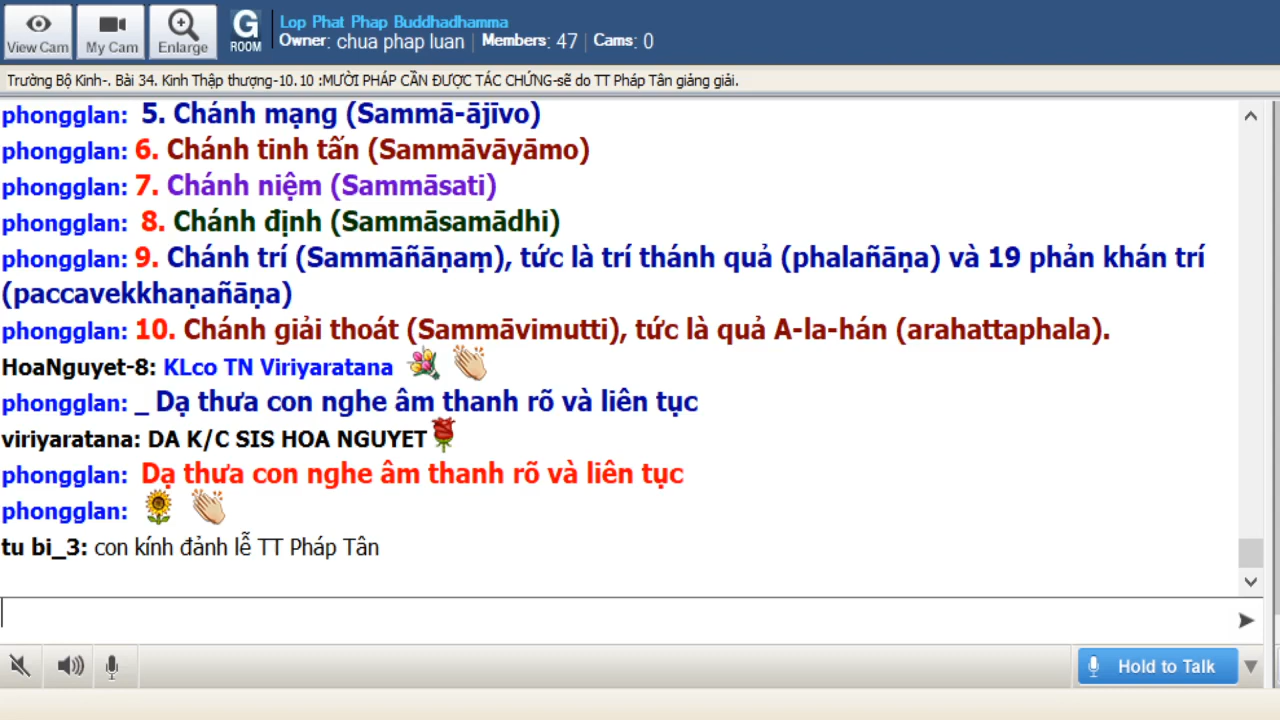 View Cam
My Cam
Enlarge
G
ROOM
Lop Phat Phap Buddhadhamma
Owner: chua phap luan | Members: 47 | Cams: 0
Trường Bộ Kinh-. Bài 34. Kinh Thập thượng-10.10 :MƯỜI PHÁP CẦN ĐƯỢC TÁC CHỨNG-sẽ do TT Pháp Tân giảng giải.
phongglan: 5. Chánh mạng (Sammā-ājīvo)
phongglan: 6. Chánh tinh tấn (Sammāvāyāmo)
phongglan: 7. Chánh niệm (Sammāsati)
phongglan: 8. Chánh định (Sammāsamādhi)
phongglan: 9. Chánh trí (Sammāñāṇaṃ), tức là trí thánh quả (phalañāṇa) và 19 phản khán trí
(paccavekkhaṇañāṇa)
phongglan: 10. Chánh giải thoát (Sammāvimutti), tức là quả A-la-hán (arahattaphala).
HoaNguyet-8: KLco TN Viriyaratana
phongglan: _ Dạ thưa con nghe âm thanh rõ và liên tục
viriyaratana: DA K/C SIS HOA NGUYET
phongglan: Dạ thưa con nghe âm thanh rõ và liên tục
phongglan:
tu bi_3: con kính đảnh lễ TT Pháp Tân
Hold to Talk